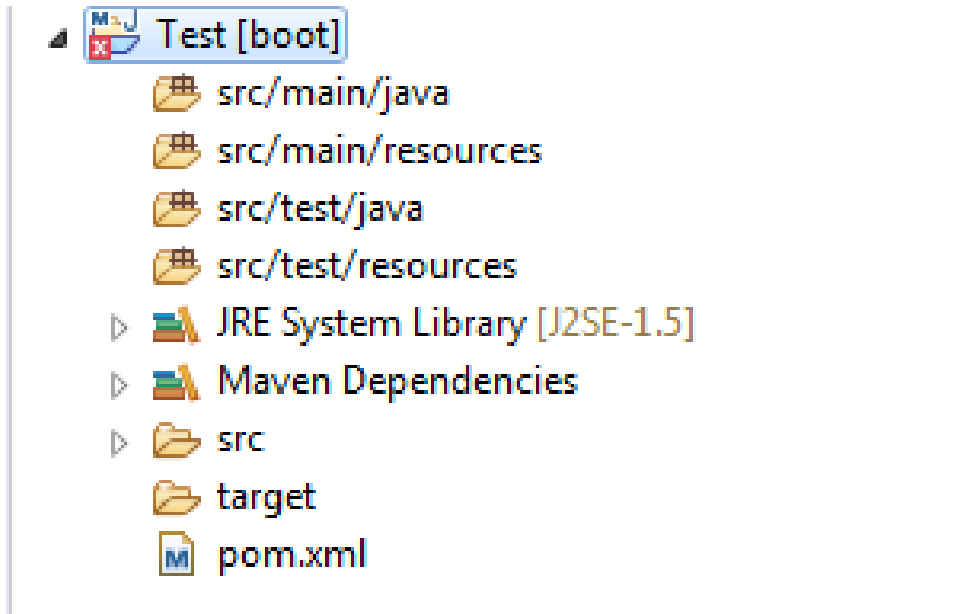 Test [boot]
src/main/java
src/main/resources
src/test/java
src/test/resources
JRE System Library [J2SE-1.5]
Maven Dependencies
src
target
pom.xml